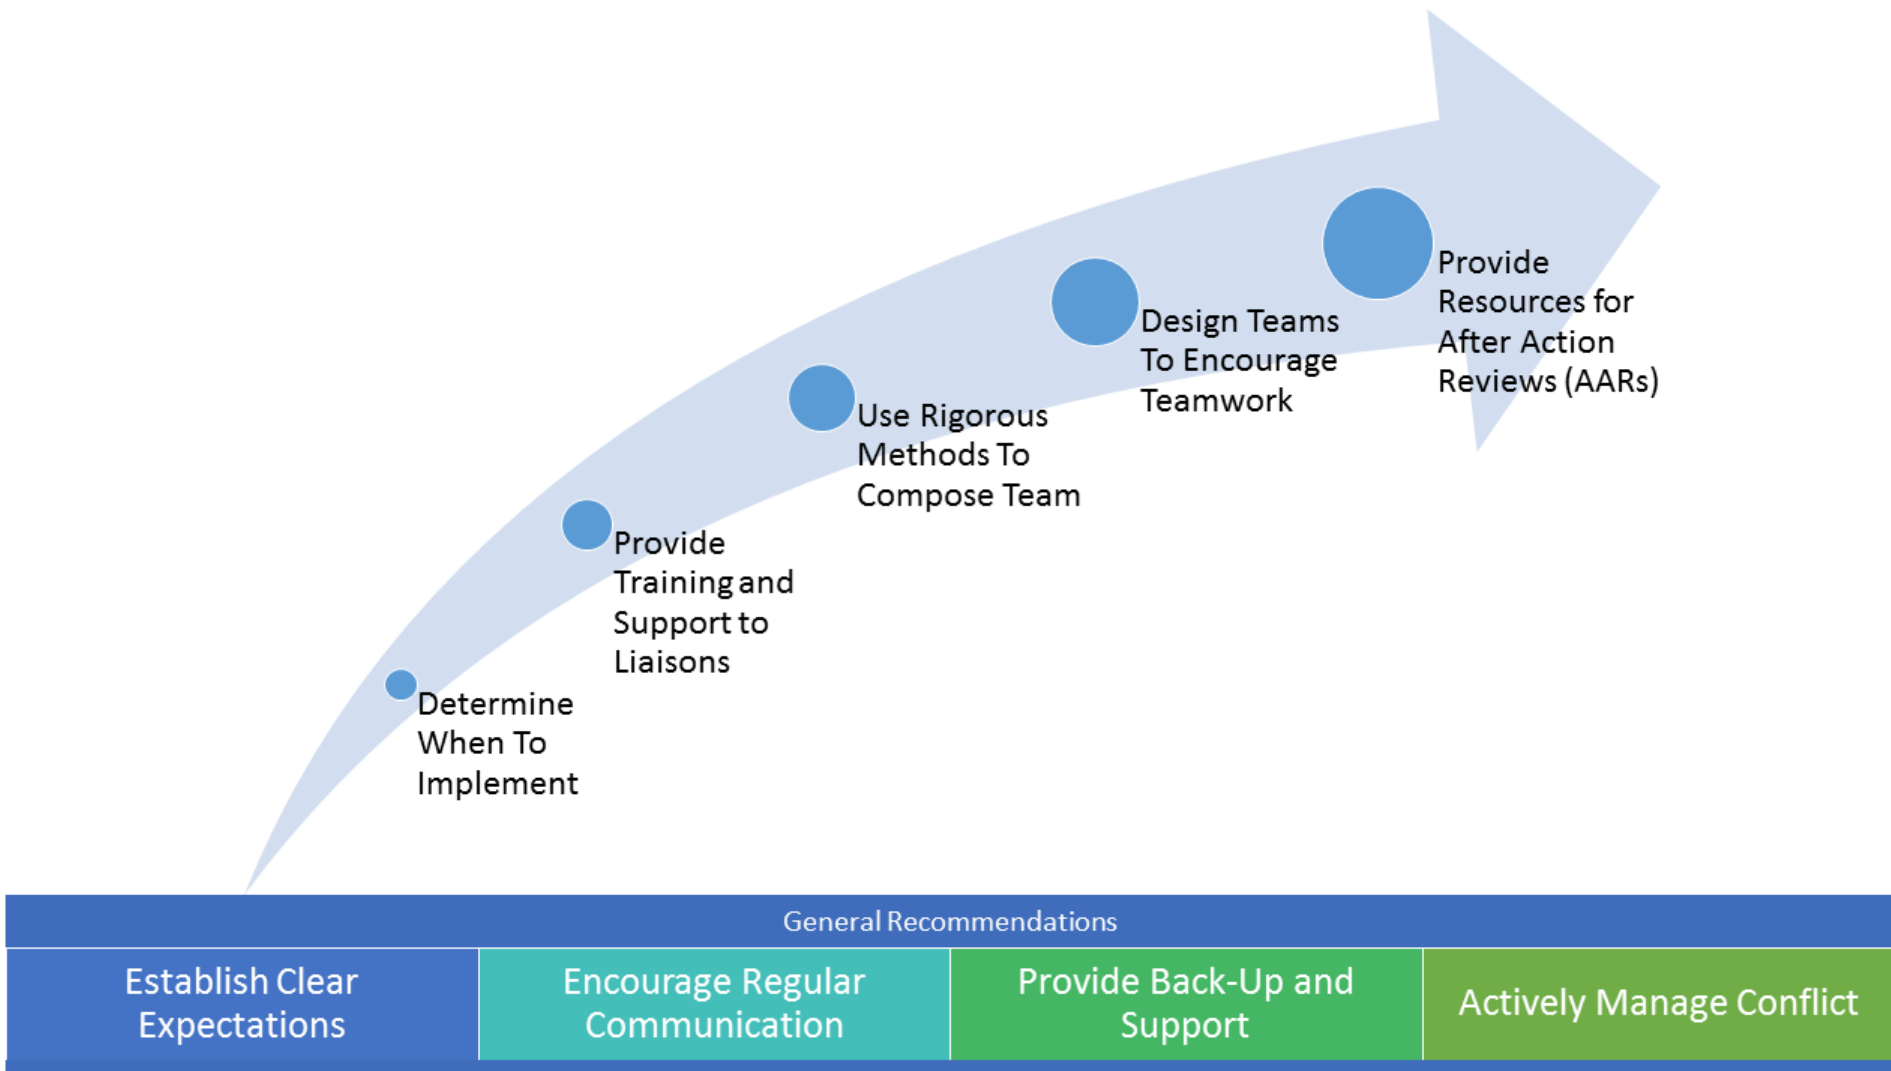 Provide
Resources for
After Action
Reviews (AARs)
Design Teams
To Encourage
Teamwork
Use Rigorous
Methods To
Compose Team
Provide
Training and
Support to
Liaisons
Determine
When To
Implement
General Recommendations
Establish Clear
Expectations
Encourage Regular
Communication
Provide Back-Up and
Support
Actively Manage Conflict